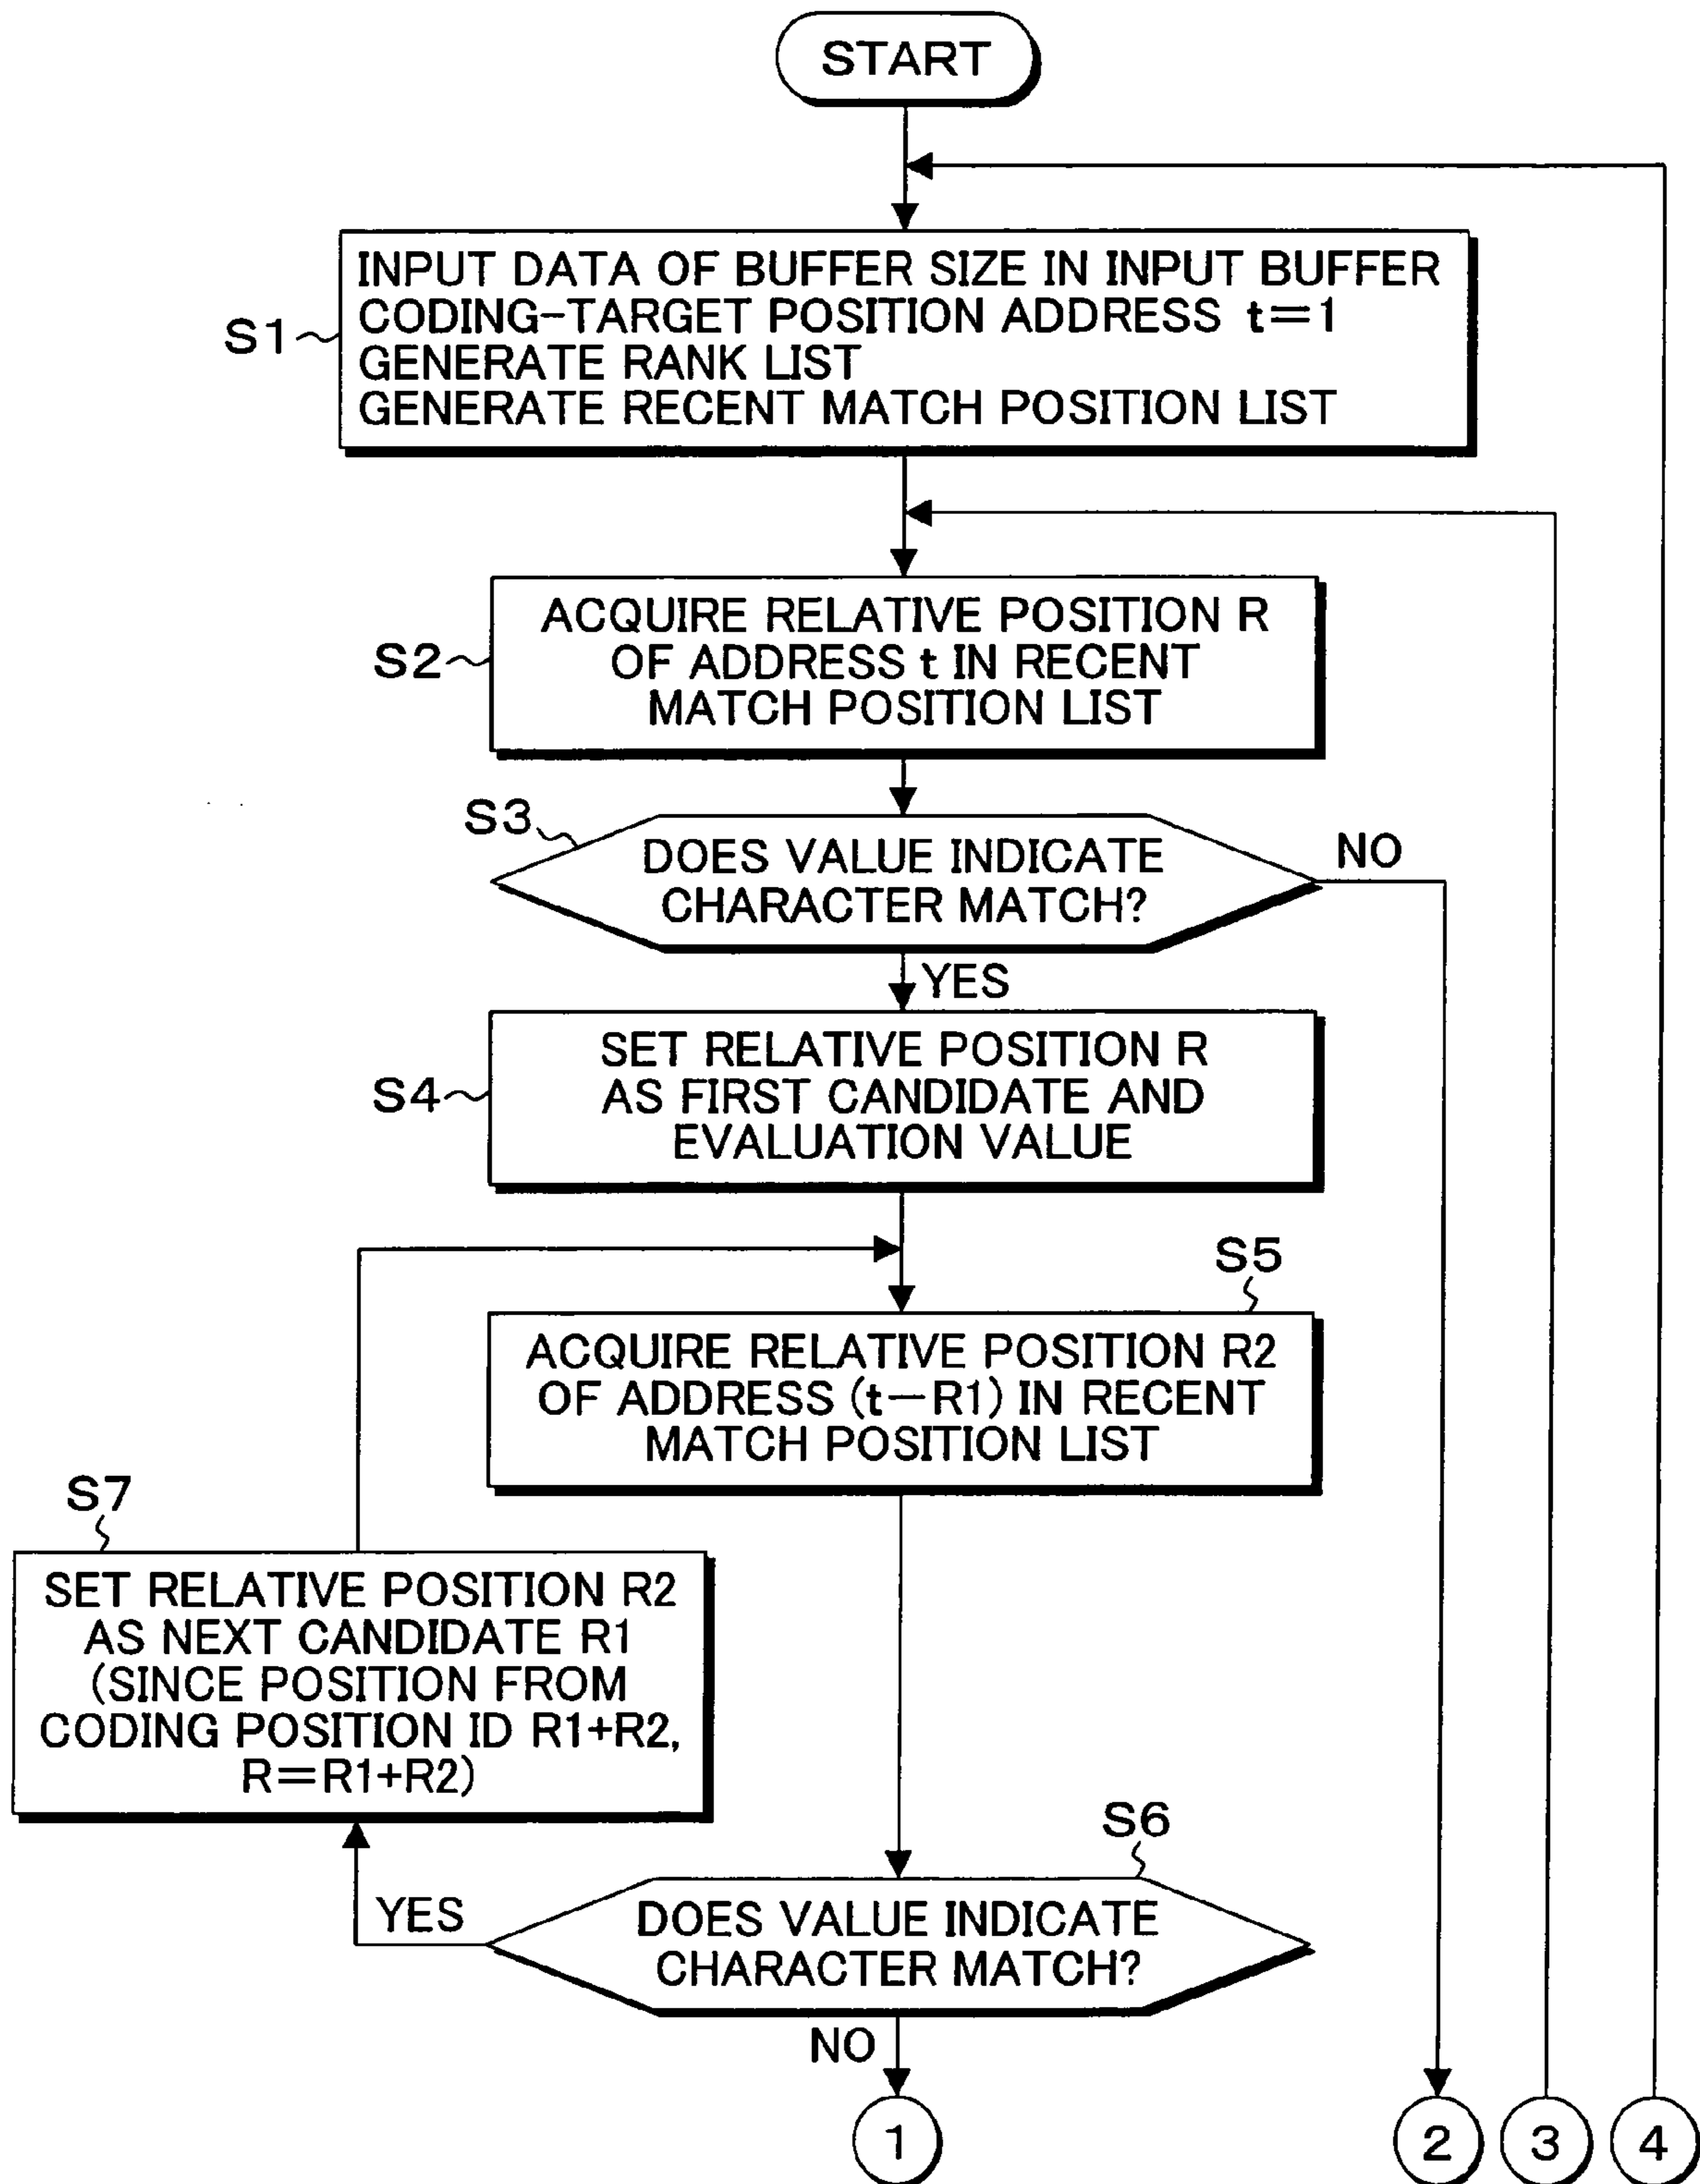 START
S1
INPUT DATA OF BUFFER SIZE IN INPUT BUFFER
CODING-TARGET POSITION ADDRESS t=1
GENERATE RANK LIST
GENERATE RECENT MATCH POSITION LIST
S2
ACQUIRE RELATIVE POSITION R
OF ADDRESS t IN RECENT
MATCH POSITION LIST
S3
DOES VALUE INDICATE
CHARACTER MATCH?
NO
YES
S4
SET RELATIVE POSITION R
AS FIRST CANDIDATE AND
EVALUATION VALUE
S5
ACQUIRE RELATIVE POSITION R2
OF ADDRESS (t-R1) IN RECENT
MATCH POSITION LIST
S7
SET RELATIVE POSITION R2
AS NEXT CANDIDATE R1
(SINCE POSITION FROM
CODING POSITION ID R1+R2,
R=R1+R2)
S6
DOES VALUE INDICATE
CHARACTER MATCH?
YES
NO
1
2
3
4